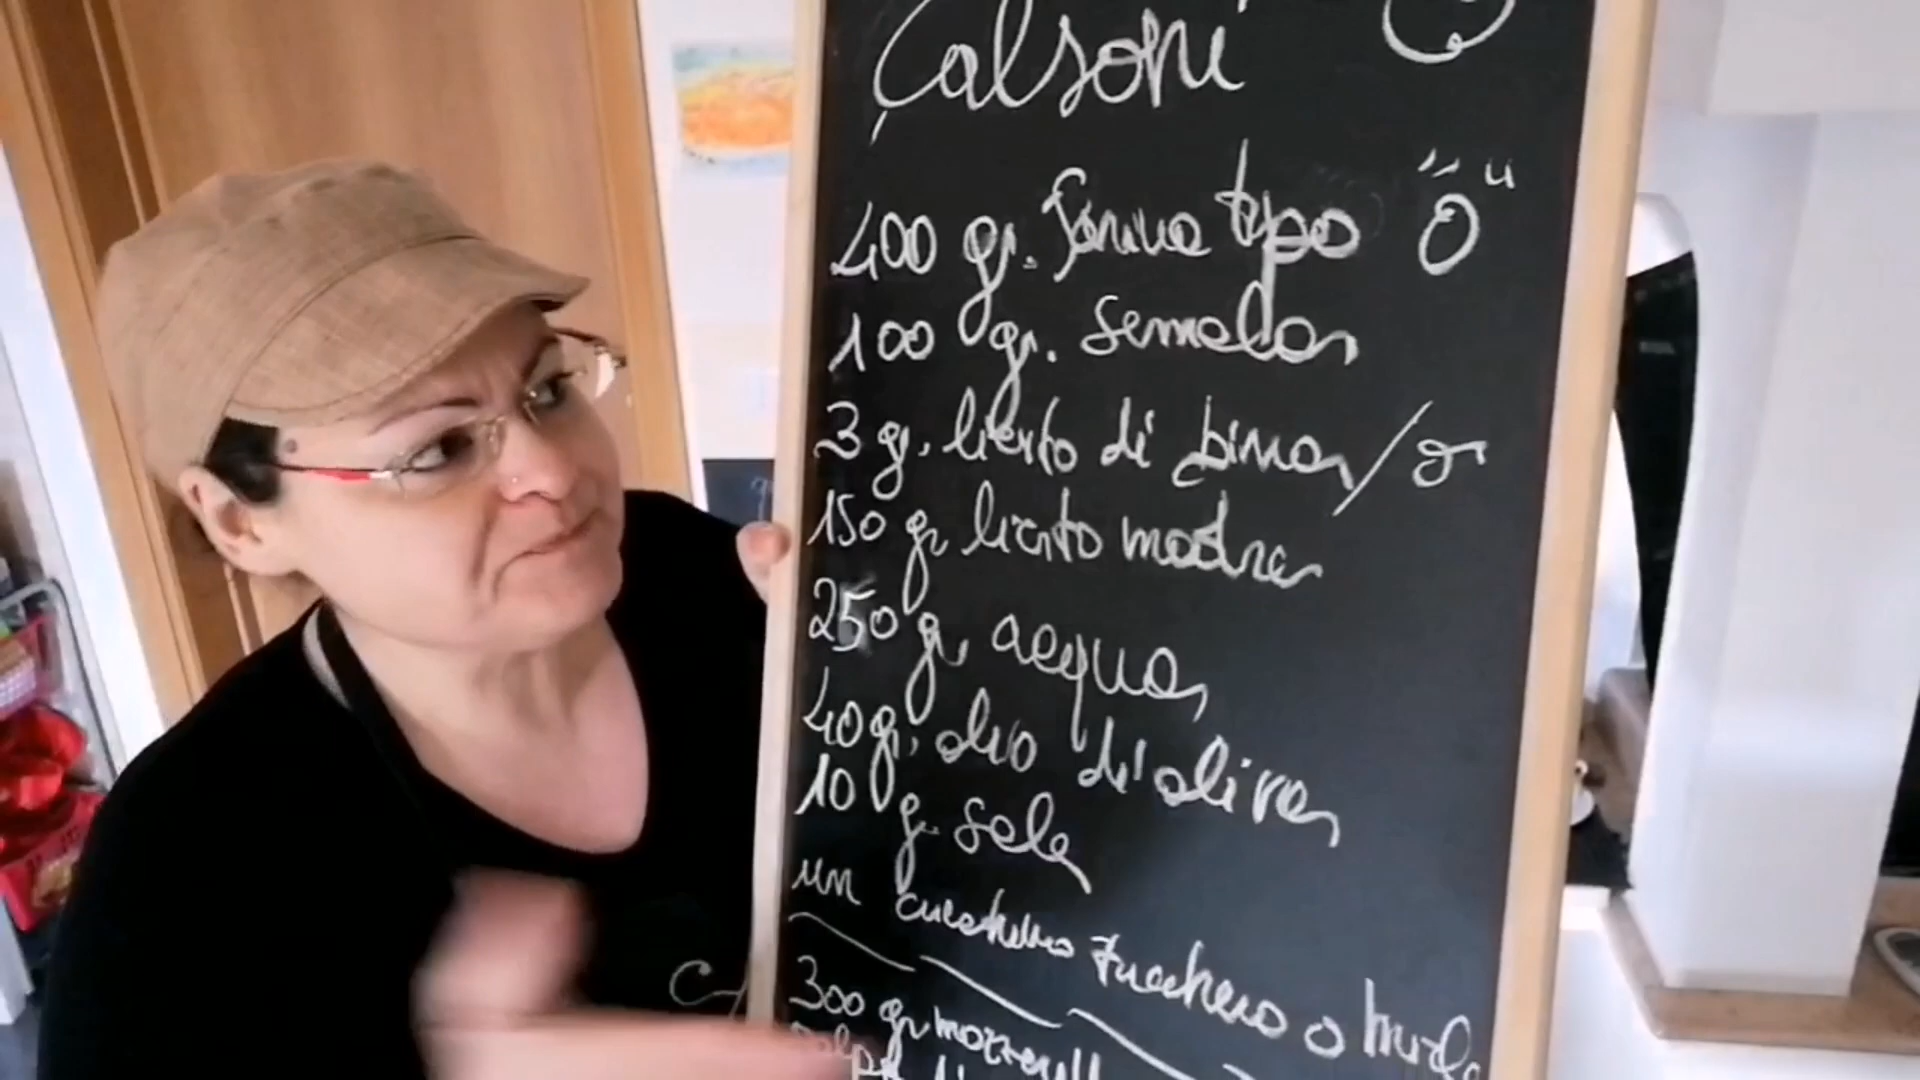 Calsoni
400 gr. farina tipo "0"
100 gr. semola
3 gr. lievito di birra / o
150 gr lievito madre
250 gr acqua
40 gr. olio d'oliva
10 gr. sale
un cucchiaino zucchero o miele
300 gr mozzarell